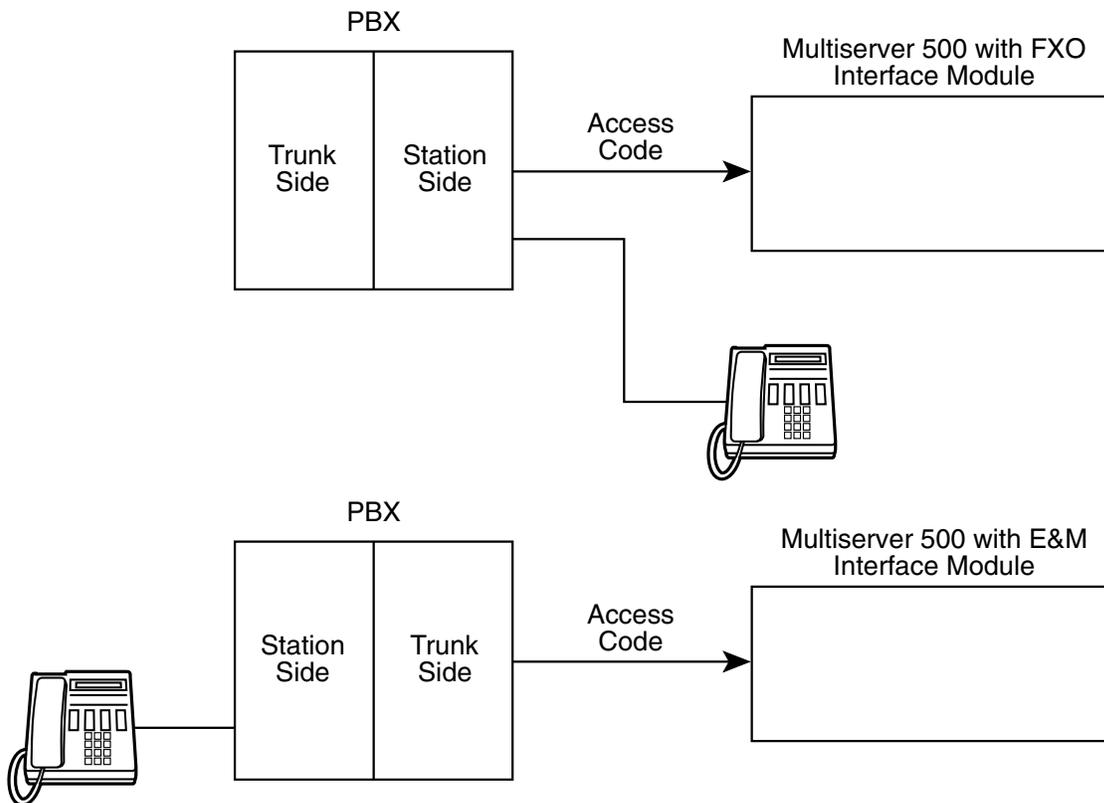 PBX
Multiserver 500 with FXO
Interface Module
Trunk
Side
Station
Side
Access
Code
PBX
Multiserver 500 with E&M
Interface Module
Station
Side
Trunk
Side
Access
Code